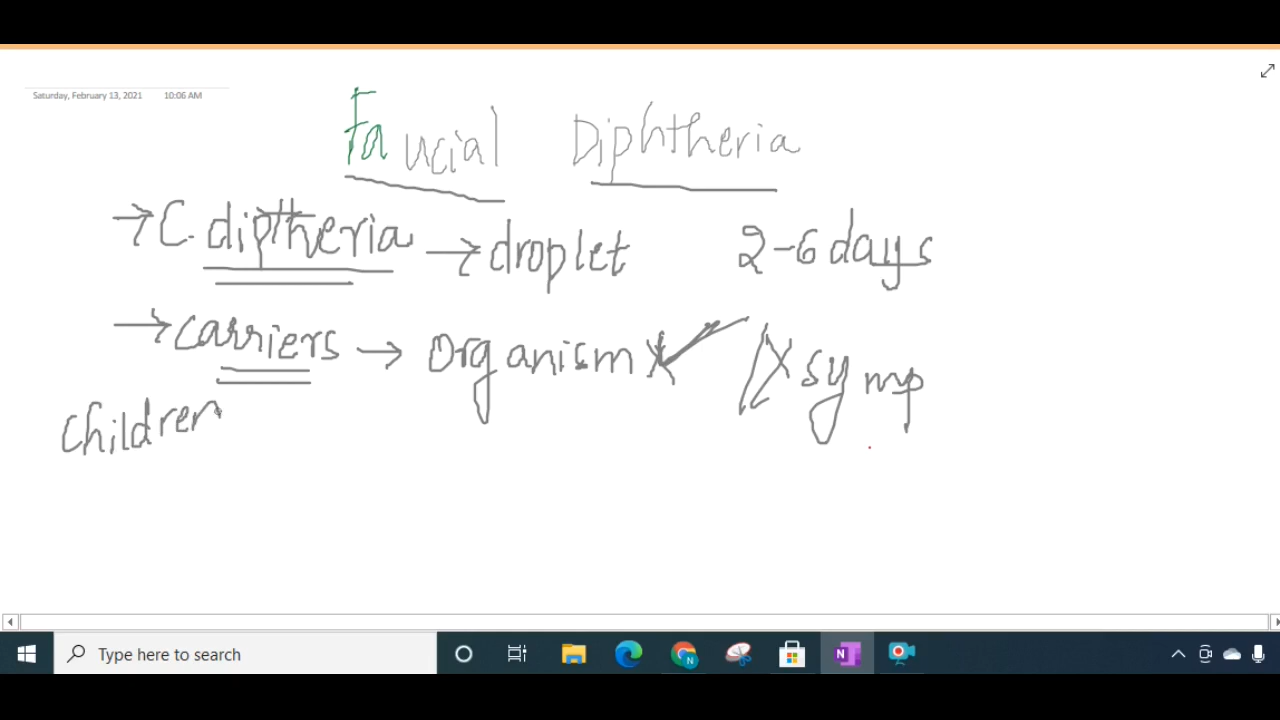 Saturday, February 13, 2021 10:06 AM
Faucial Diphtheria
→ C. diptheria → droplet 2-6 days
→ carriers → organism ✓ X symp
children
Type here to search